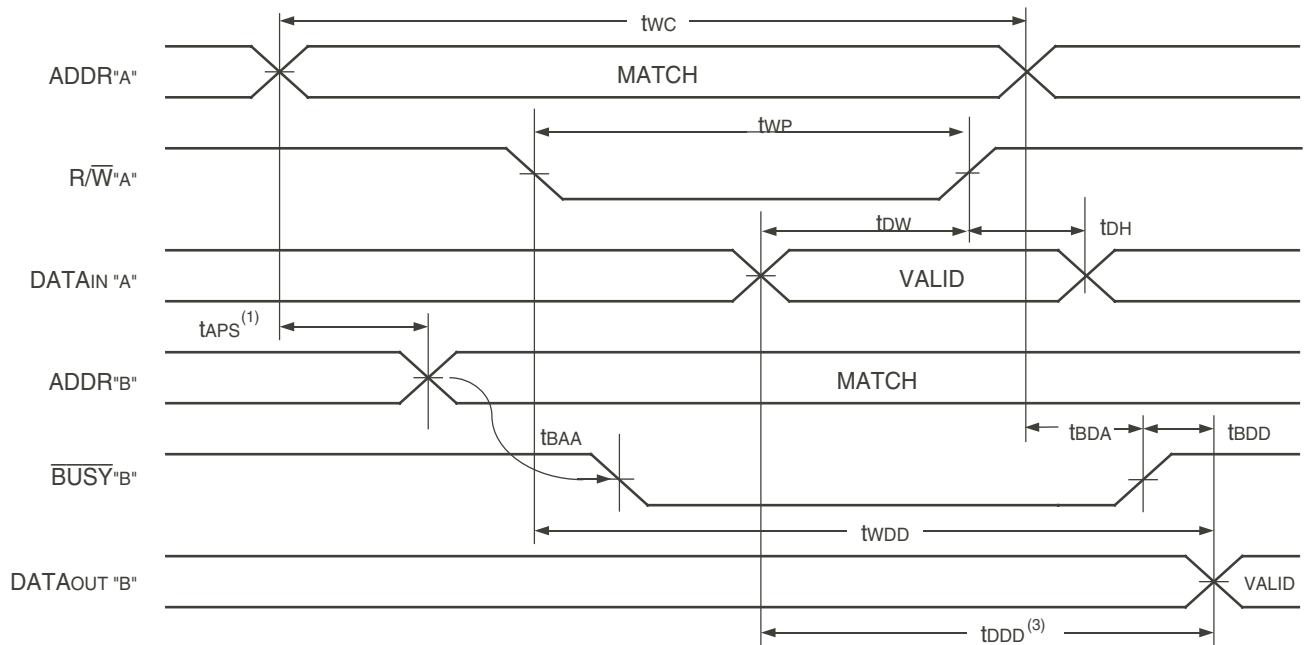 tWC
ADDR"A"
MATCH
tWP
R/W̅"A"
tDW
tDH
DATAIN "A"
VALID
tAPS(1)
ADDR"B"
MATCH
tBAA
tBDA
tBDD
B̅U̅S̅Y̅"B"
tWDD
DATAOUT "B"
VALID
tDDD(3)